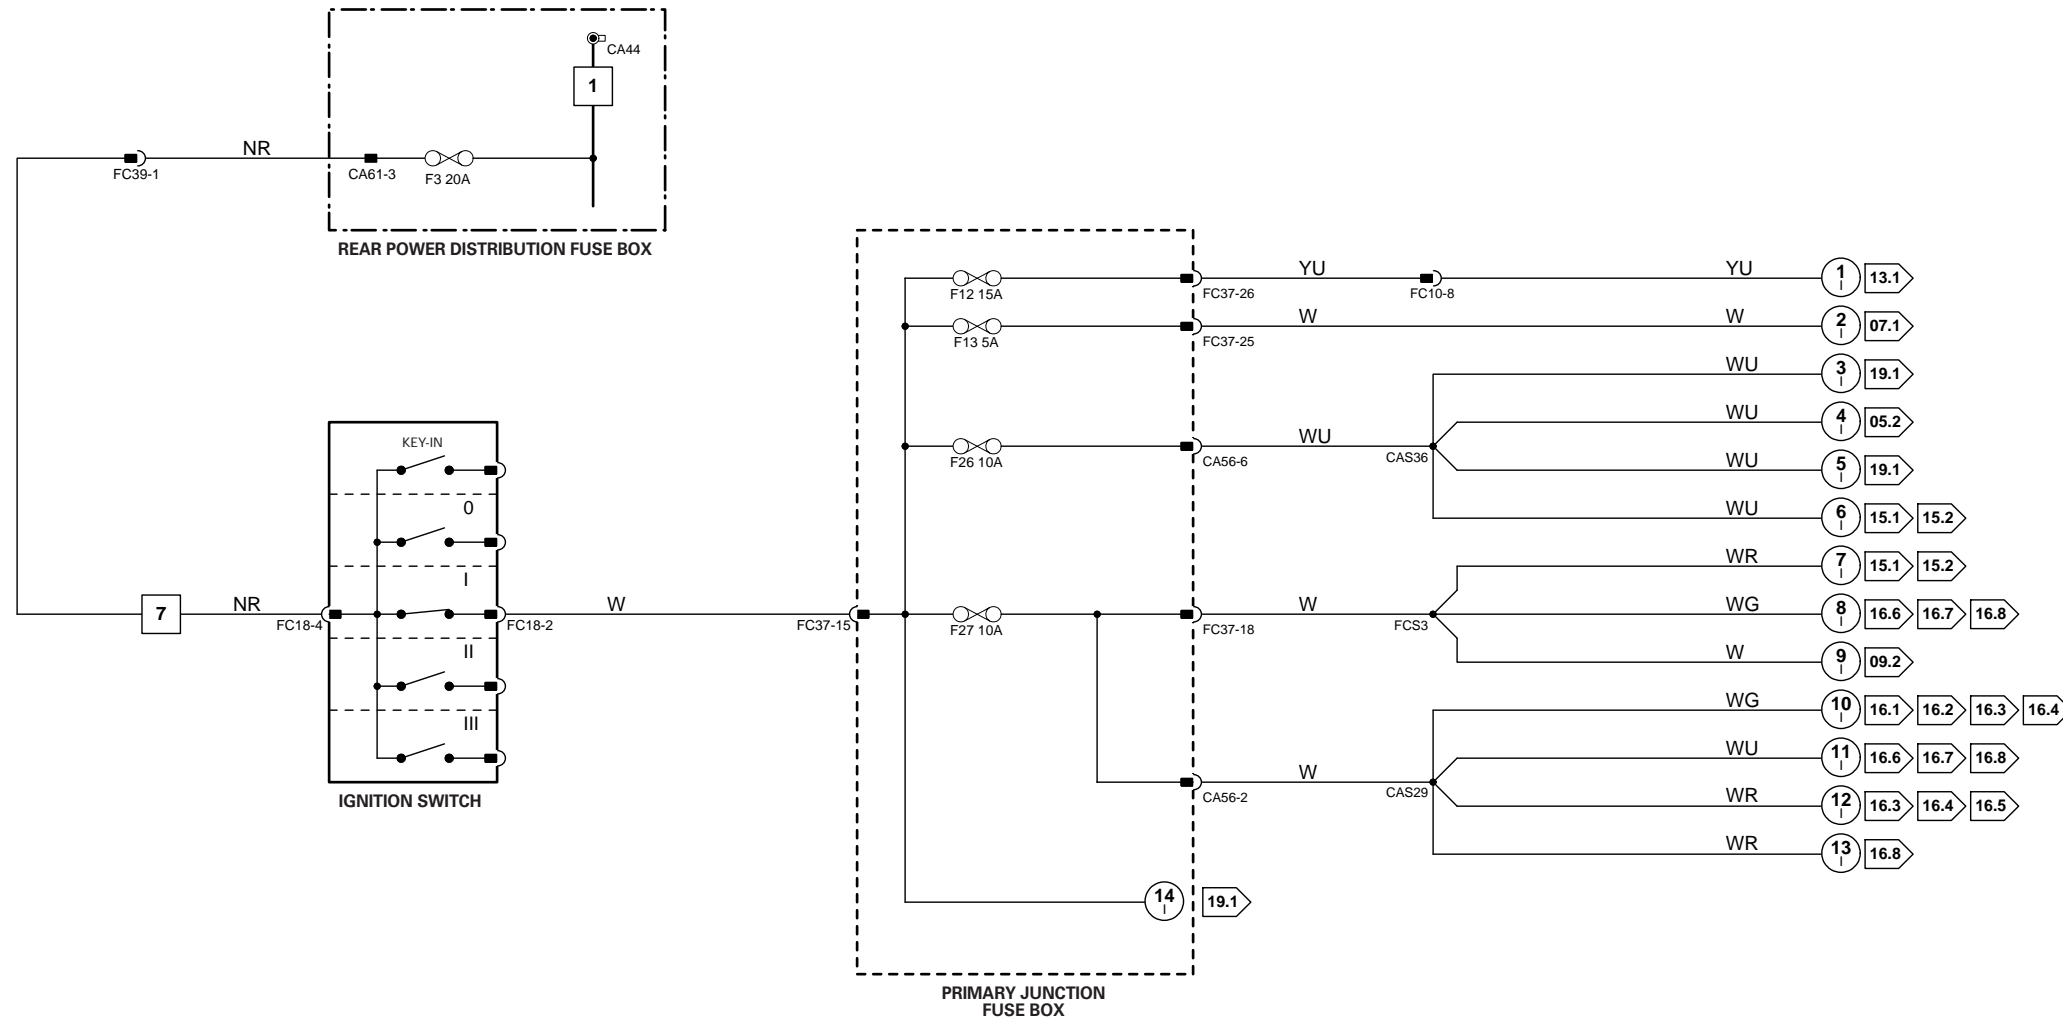 CA44
1
NR
FC39-1
CA61-3
F3 20A
REAR POWER DISTRIBUTION FUSE BOX
F12 15A
FC37-26
YU
FC10-8
YU
1
I
13.1
F13 5A
FC37-25
W
W
2
I
07.1
WU
3
I
19.1
WU
4
I
05.2
F26 10A
CA56-6
WU
CAS36
WU
5
I
19.1
WU
6
I
15.1
15.2
WR
7
I
15.1
15.2
KEY-IN
0
I
II
III
7
NR
FC18-4
FC18-2
W
FC37-15
IGNITION SWITCH
F27 10A
FC37-18
W
FCS3
WG
8
I
16.6
16.7
16.8
W
9
I
09.2
WG
10
I
16.1
16.2
16.3
16.4
WU
11
I
16.6
16.7
16.8
CA56-2
W
CAS29
WR
12
I
16.3
16.4
16.5
WR
13
I
16.8
14
I
19.1
PRIMARY JUNCTION
FUSE BOX